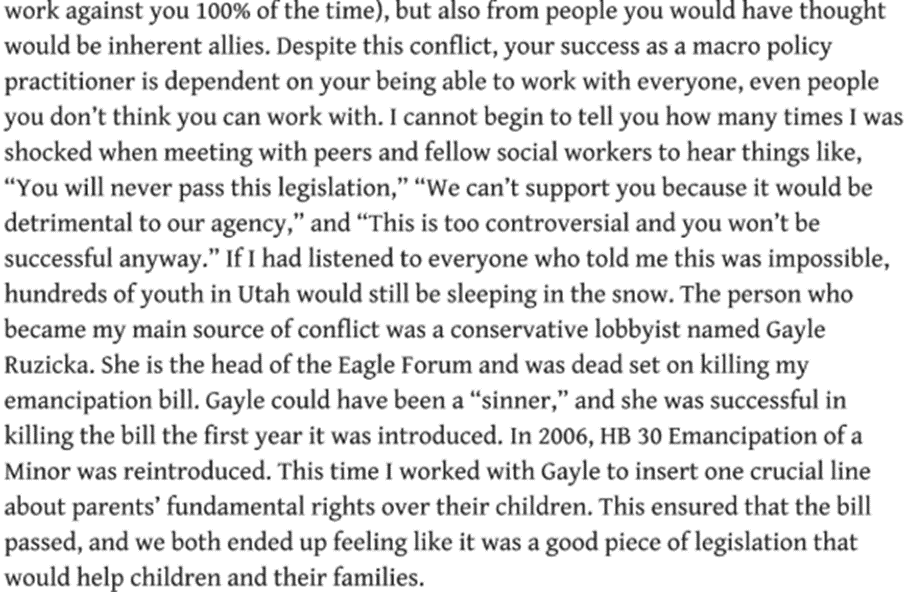 work against you 100% of the time), but also from people you would have thought
would be inherent allies. Despite this conflict, your success as a macro policy
practitioner is dependent on your being able to work with everyone, even people
you don’t think you can work with. I cannot begin to tell you how many times I was
shocked when meeting with peers and fellow social workers to hear things like,
“You will never pass this legislation,” “We can’t support you because it would be
detrimental to our agency,” and “This is too controversial and you won’t be
successful anyway.” If I had listened to everyone who told me this was impossible,
hundreds of youth in Utah would still be sleeping in the snow. The person who
became my main source of conflict was a conservative lobbyist named Gayle
Ruzicka. She is the head of the Eagle Forum and was dead set on killing my
emancipation bill. Gayle could have been a “sinner,” and she was successful in
killing the bill the first year it was introduced. In 2006, HB 30 Emancipation of a
Minor was reintroduced. This time I worked with Gayle to insert one crucial line
about parents’ fundamental rights over their children. This ensured that the bill
passed, and we both ended up feeling like it was a good piece of legislation that
would help children and their families.